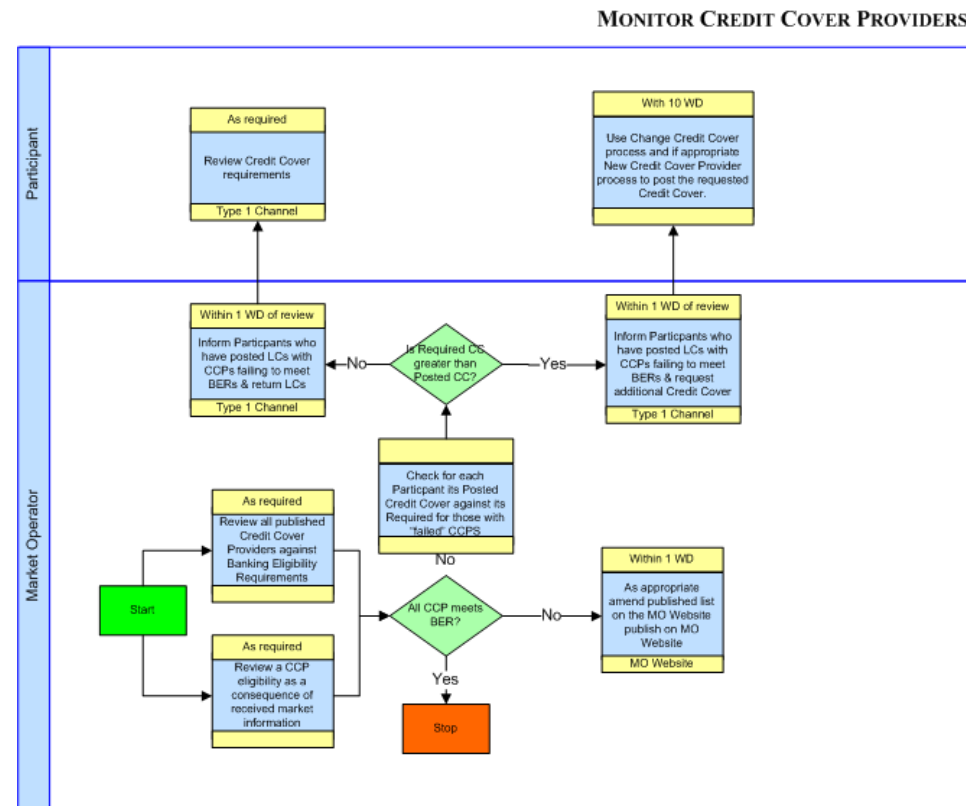 MONITOR CREDIT COVER PROVIDERS
Participant
As required
Review Credit Cover
requirements
Type 1 Channel
With 10 WD
Use Change Credit Cover
process and if appropriate
New Credit Cover Provider
process to post the requested
Credit Cover.
Market Operator
Within 1 WD of review
Inform Particpants who
have posted LCs with
CCPs failing to meet
BERs & return LCs
Type 1 Channel
No
Is Required CC
greater than
Posted CC?
Yes
Within 1 WD of review
Inform Particpants who
have posted LCs with
CCPs failing to meet
BERs & request
additional Credit Cover
Type 1 Channel
Check for each
Particpant its Posted
Credit Cover against its
Required for those with
"failed" CCPS
No
As required
Review all published
Credit Cover
Providers against
Banking Eligibility
Requirements
Start
As required
Review a CCP
eligibility as a
consequence of
received market
information
All CCP meets
BER?
No
Within 1 WD
As appropriate
amend published list
on the MO Website
publish on MO
Website
MO Website
Yes
Stop